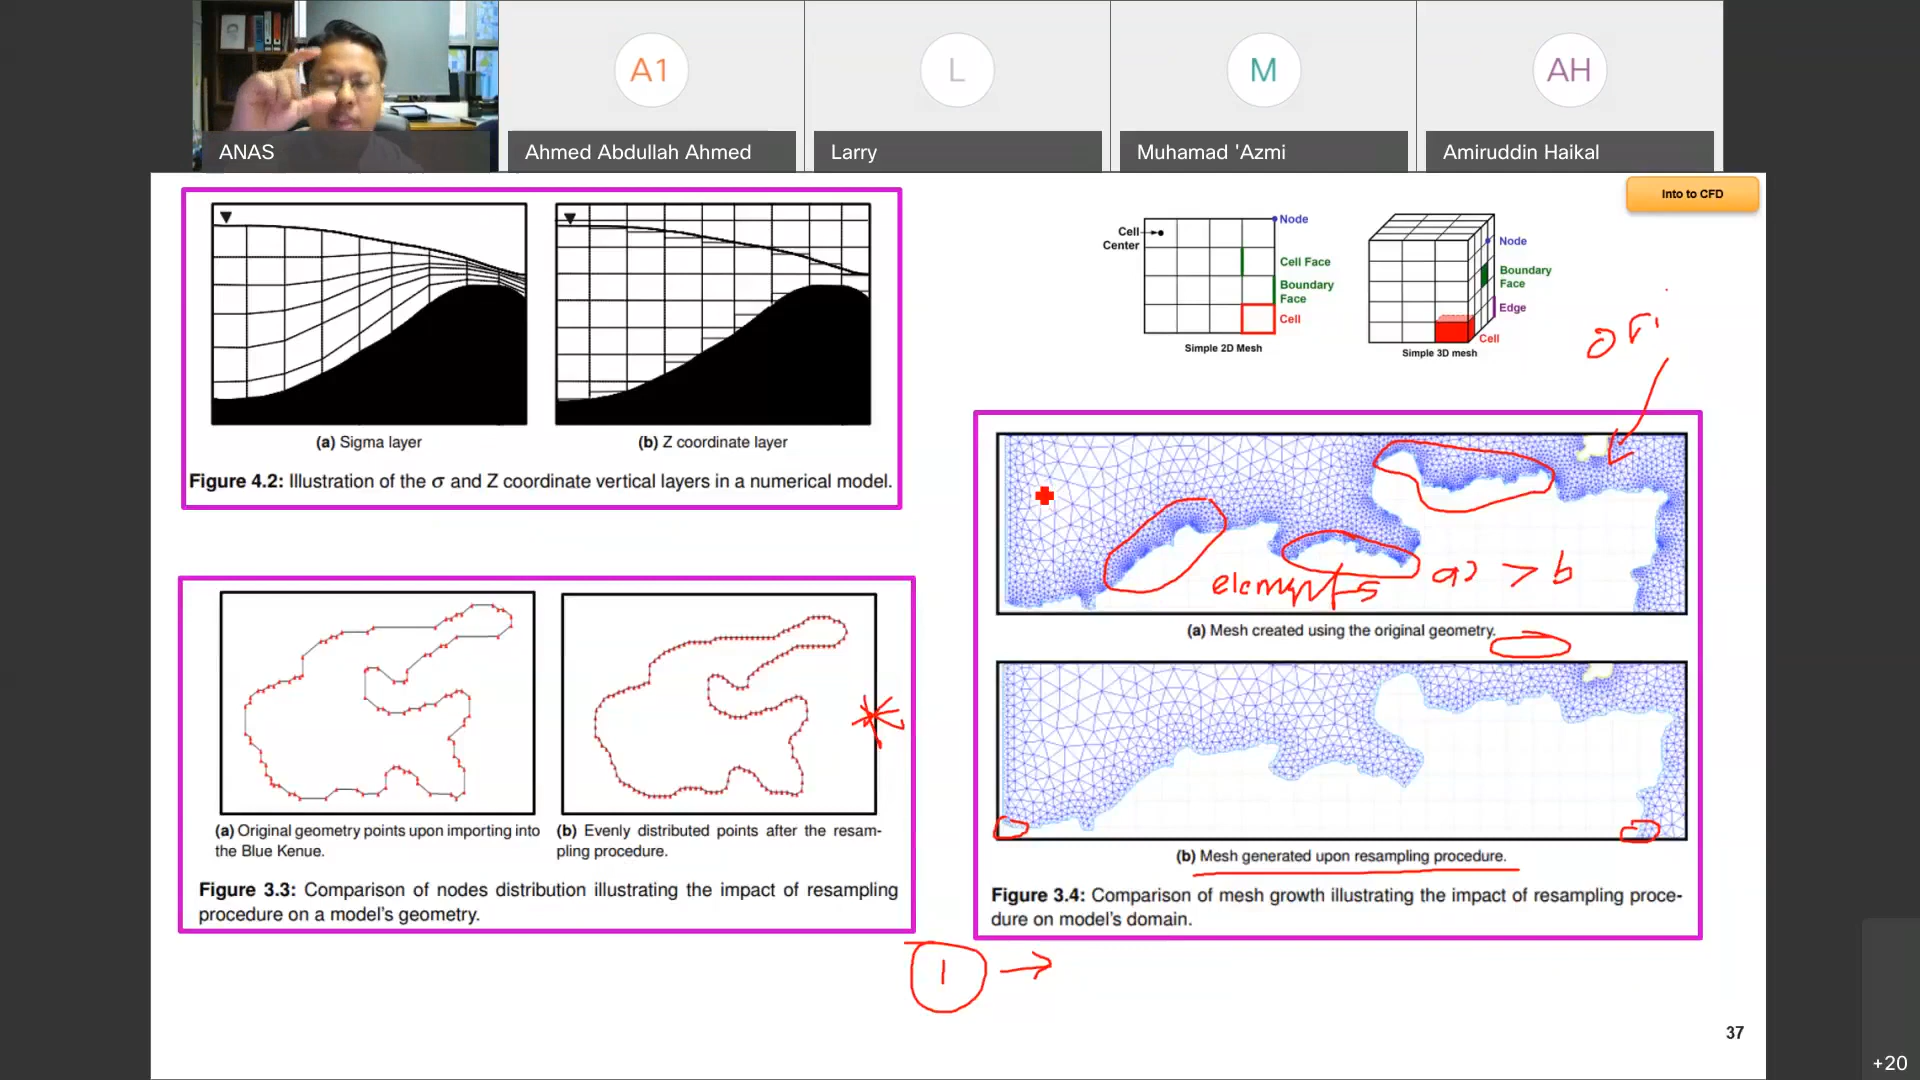 A1
L
M
AH
ANAS
Ahmed Abdullah Ahmed
Larry
Muhamad 'Azmi
Amiruddin Haikal
Into to CFD
(a) Sigma layer
(b) Z coordinate layer
Figure 4.2: Illustration of the σ and Z coordinate vertical layers in a numerical model.
Cell
Center
Node
Cell Face
Boundary
Face
Cell
Simple 2D Mesh
Node
Boundary
Face
Edge
Cell
Simple 3D mesh
ori
elements a) > b
(a) Mesh created using the original geometry.
(b) Mesh generated upon resampling procedure.
Figure 3.4: Comparison of mesh growth illustrating the impact of resampling proce-
dure on model's domain.
(a) Original geometry points upon importing into
the Blue Kenue.
(b) Evenly distributed points after the resam-
pling procedure.
Figure 3.3: Comparison of nodes distribution illustrating the impact of resampling
procedure on a model's geometry.
1 →
37
+20